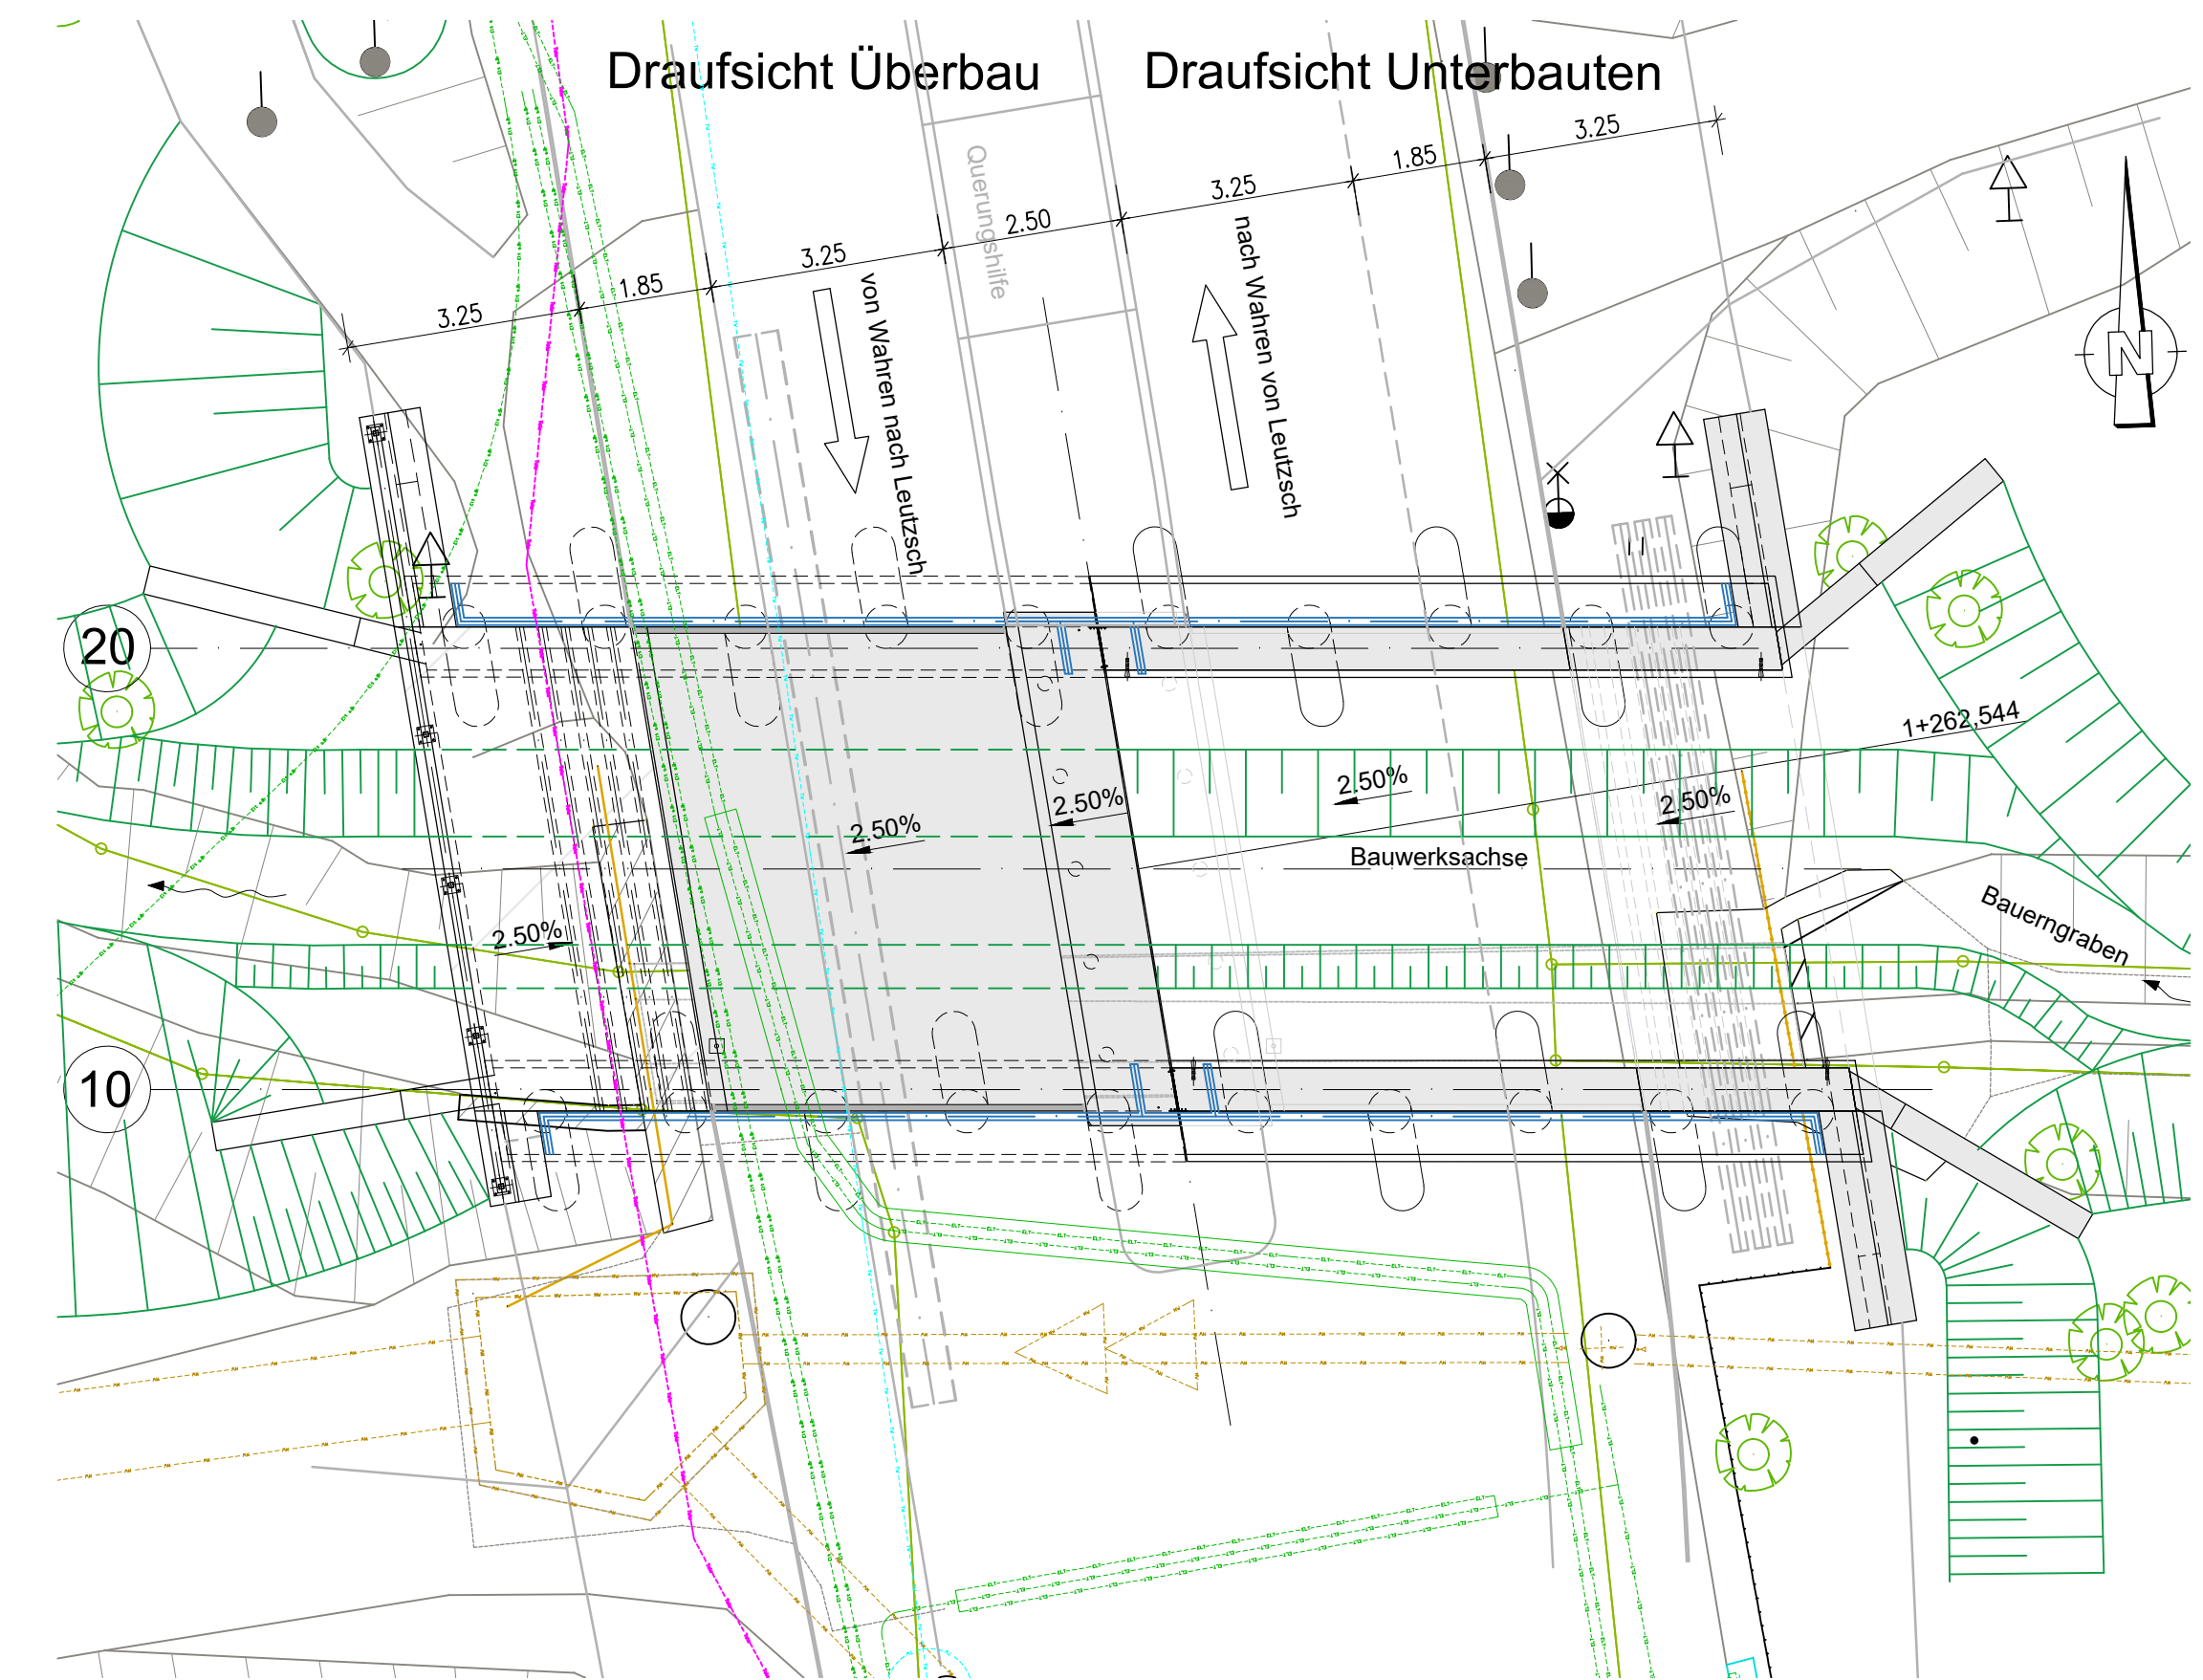 Draufsicht Überbau
Draufsicht Unterbauten
3.25
1.85
3.25
2.50
3.25
1.85
3.25
Querungshilfe
von Wahren nach Leutzsch
nach Wahren von Leutzsch
N
20
1+262,544
2.50%
2.50%
2.50%
2.50%
Bauwerksachse
2.50%
Bauerngraben
10